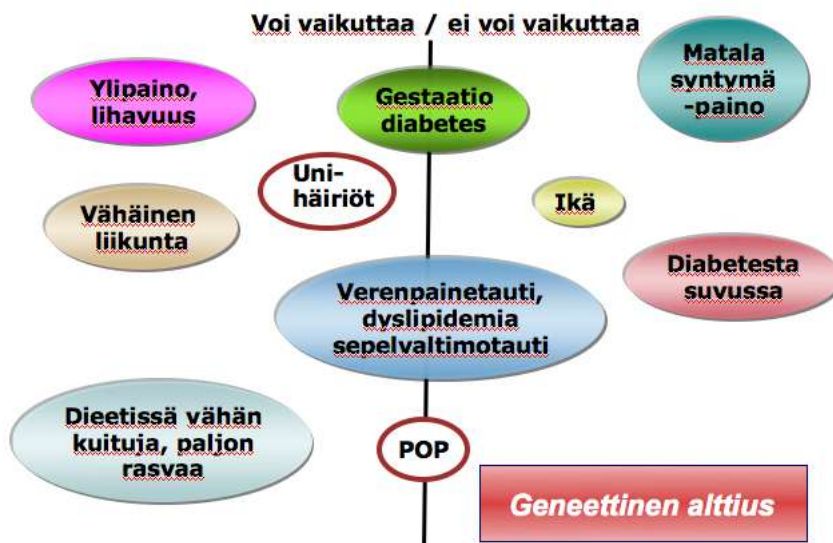 Voi vaikuttaa / ei voi vaikuttaa
Ylipaino,
lihavuus
Gestaatio
diabetes
Matala
syntymä
-paino
Uni-
häiriöt
Ikä
Vähäinen
liikunta
Diabetesta
suvussa
Verenpainetauti,
dyslipidemia
sepelvaltimotauti
Dieetissä vähän
kuituja, paljon
rasvaa
POP
Geneettinen alttius